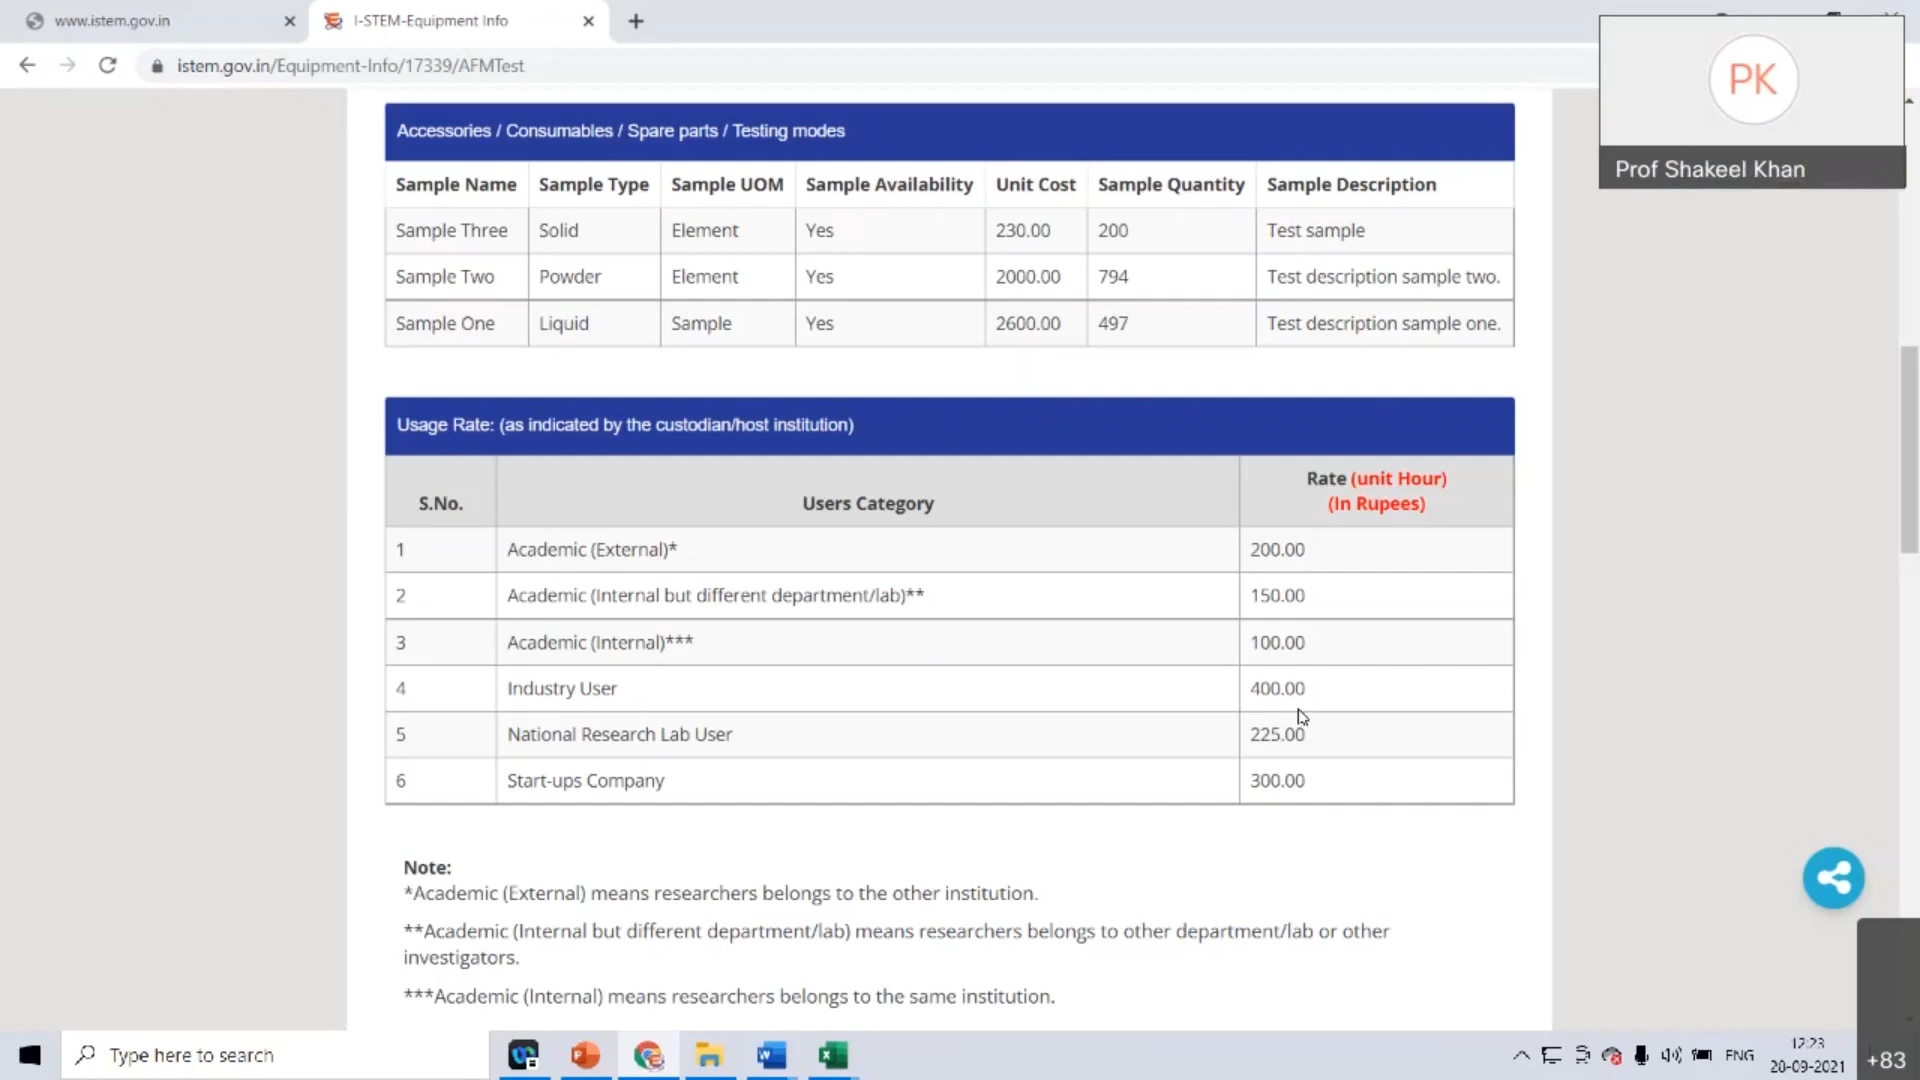 www.istem.gov.in
I-STEM-Equipment Info
istem.gov.in/Equipment-Info/17339/AFMTest
PK
Prof Shakeel Khan
Accessories / Consumables / Spare parts / Testing modes
Sample Name Sample Type Sample UOM Sample Availability Unit Cost Sample Quantity Sample Description
Sample Three Solid Element Yes 230.00 200 Test sample
Sample Two Powder Element Yes 2000.00 794 Test description sample two.
Sample One Liquid Sample Yes 2600.00 497 Test description sample one.
Usage Rate: (as indicated by the custodian/host institution)
S.No. Users Category Rate (unit Hour)
(In Rupees)
1 Academic (External)* 200.00
2 Academic (Internal but different department/lab)** 150.00
3 Academic (Internal)*** 100.00
4 Industry User 400.00
5 National Research Lab User 225.00
6 Start-ups Company 300.00
Note:
*Academic (External) means researchers belongs to the other institution.
**Academic (Internal but different department/lab) means researchers belongs to other department/lab or other
investigators.
***Academic (Internal) means researchers belongs to the same institution.
Type here to search
ENG
12:23
20-09-2021
+83